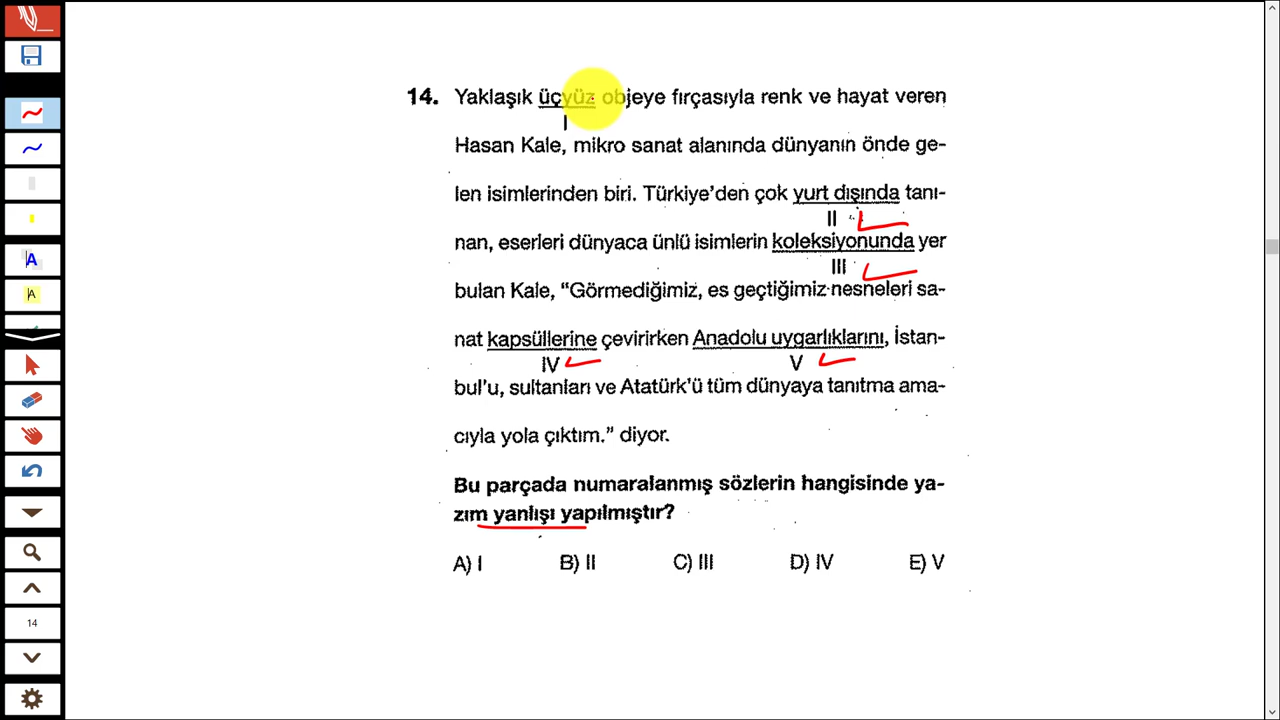 14. Yaklaşık üçyüz objeye fırçasıyla renk ve hayat veren
I
Hasan Kale, mikro sanat alanında dünyanın önde ge-
len isimlerinden biri. Türkiye'den çok yurt dışında tanı-
II
nan, eserleri dünyaca ünlü isimlerin koleksiyonunda yer
III
bulan Kale, “Görmediğimiz, es geçtiğimiz nesneleri sa-
nat kapsüllerine çevirirken Anadolu uygarlıklarını, İstan-
IV V
bul'u, sultanları ve Atatürk'ü tüm dünyaya tanıtma ama-
cıyla yola çıktım.” diyor.
Bu parçada numaralanmış sözlerin hangisinde ya-
zım yanlışı yapılmıştır?
A) I B) II C) III D) IV E) V
A
A
14